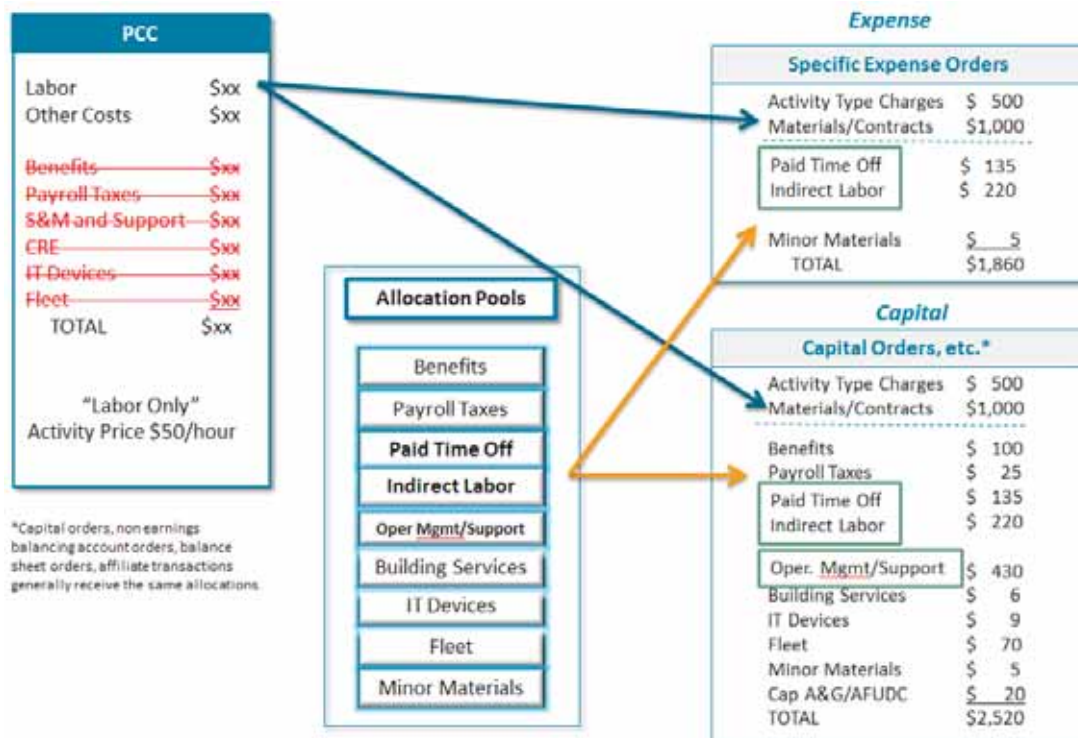 PCC
Labor $xx
Other Costs $xx
Benefits $xx
Payroll Taxes $xx
S&M and Support $xx
CRE $xx
IT Devices $xx
Fleet $xx
TOTAL $xx
“Labor Only”
Activity Price $50/hour
*Capital orders, non earnings
balancing account orders, balance
sheet orders, affiliate transactions
generally receive the same allocations.
Allocation Pools
Benefits
Payroll Taxes
Paid Time Off
Indirect Labor
Oper Mgmt/Support
Building Services
IT Devices
Fleet
Minor Materials
Expense
Specific Expense Orders
Activity Type Charges $ 500
Materials/Contracts $1,000
Paid Time Off $ 135
Indirect Labor $ 220
Minor Materials $ 5
TOTAL $1,860
Capital
Capital Orders, etc.*
Activity Type Charges $ 500
Materials/Contracts $1,000
Benefits $ 100
Payroll Taxes $ 25
Paid Time Off $ 135
Indirect Labor $ 220
Oper. Mgmt/Support $ 430
Building Services $ 6
IT Devices $ 9
Fleet $ 70
Minor Materials $ 5
Cap A&G/AFUDC $ 20
TOTAL $2,520